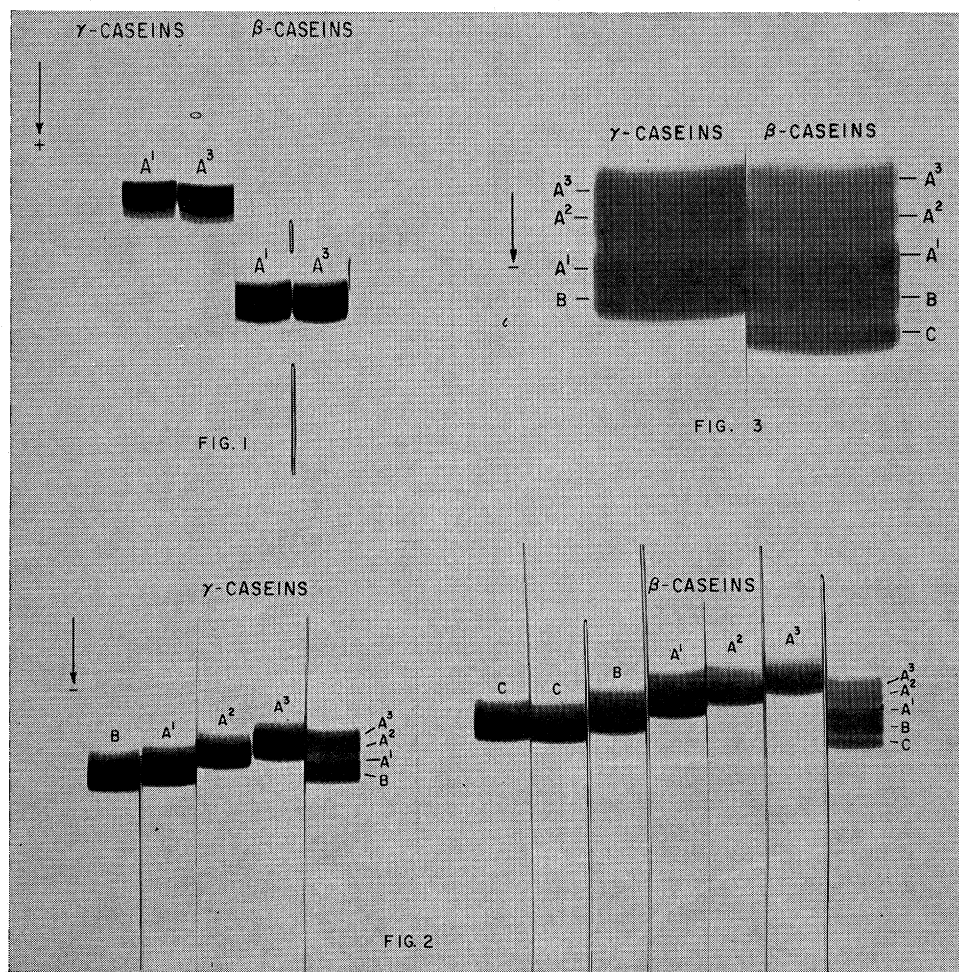 γ-CASEINS β-CASEINS
+
A¹ A³
A¹ A³
FIG. 1
γ-CASEINS β-CASEINS
A³ A³
A² A²
A¹ A¹
–
B B
C
FIG. 3
γ-CASEINS β-CASEINS
–
B A¹ A² A³
A³
A²
A¹
B
C C B A¹ A² A³
A³
A²
A¹
B
C
FIG. 2